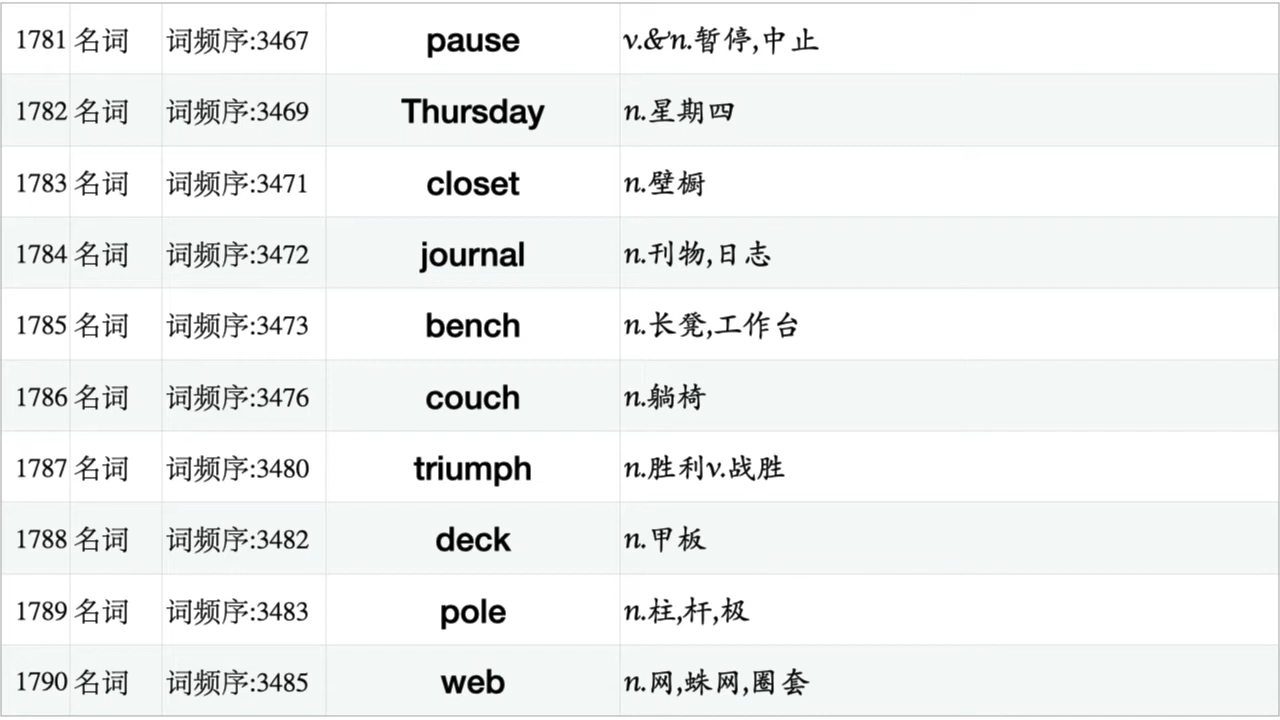 1781 名词 词频序:3467 pause v.&n.暂停,中止
1782 名词 词频序:3469 Thursday n.星期四
1783 名词 词频序:3471 closet n.壁橱
1784 名词 词频序:3472 journal n.刊物,日志
1785 名词 词频序:3473 bench n.长凳,工作台
1786 名词 词频序:3476 couch n.躺椅
1787 名词 词频序:3480 triumph n.胜利v.战胜
1788 名词 词频序:3482 deck n.甲板
1789 名词 词频序:3483 pole n.柱,杆,极
1790 名词 词频序:3485 web n.网,蛛网,圈套